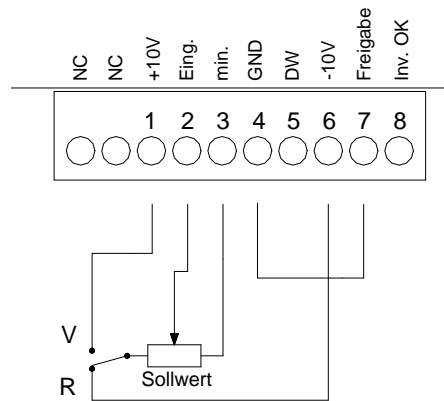 NC NC +10V Eing. min. GND DW -10V Freigabe Inv. OK
1 2 3 4 5 6 7 8
V
R
Sollwert